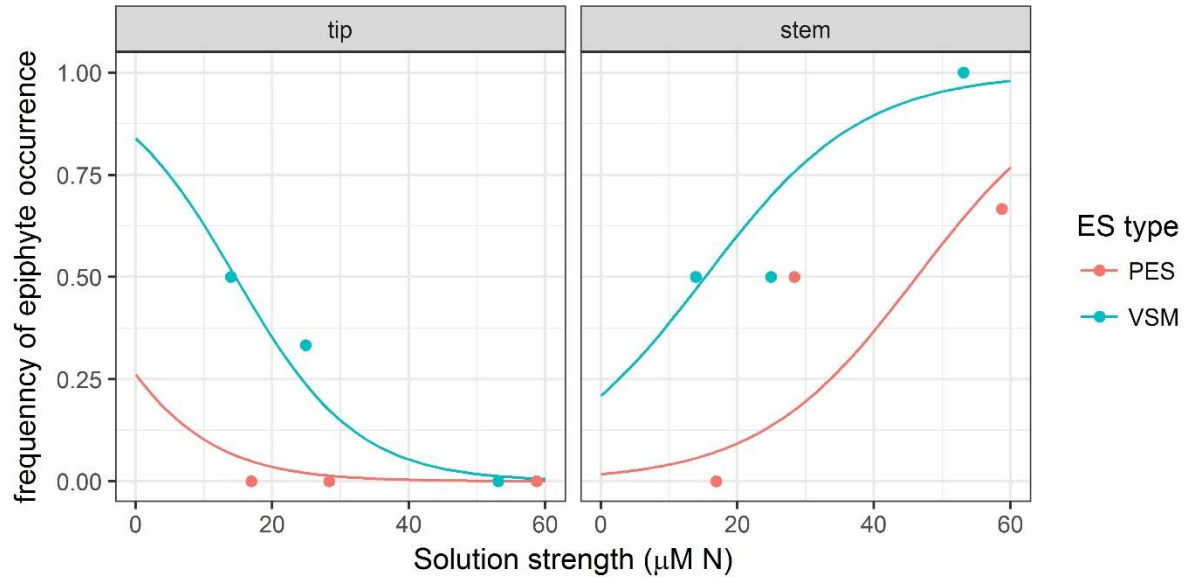 tip
stem
frequenncy of epiphyte occurrence
1.00
0.75
0.50
0.25
0.00
0 20 40 60
0 20 40 60
Solution strength (μM N)
ES type
PES
VSM